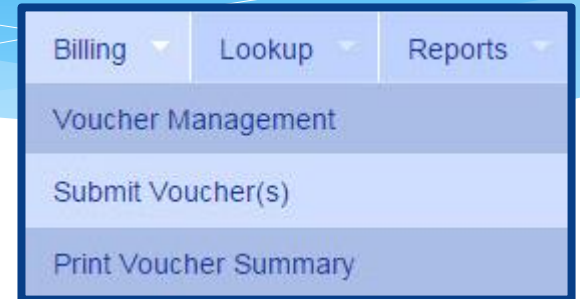 Billing Lookup Reports
Voucher Management
Submit Voucher(s)
Print Voucher Summary